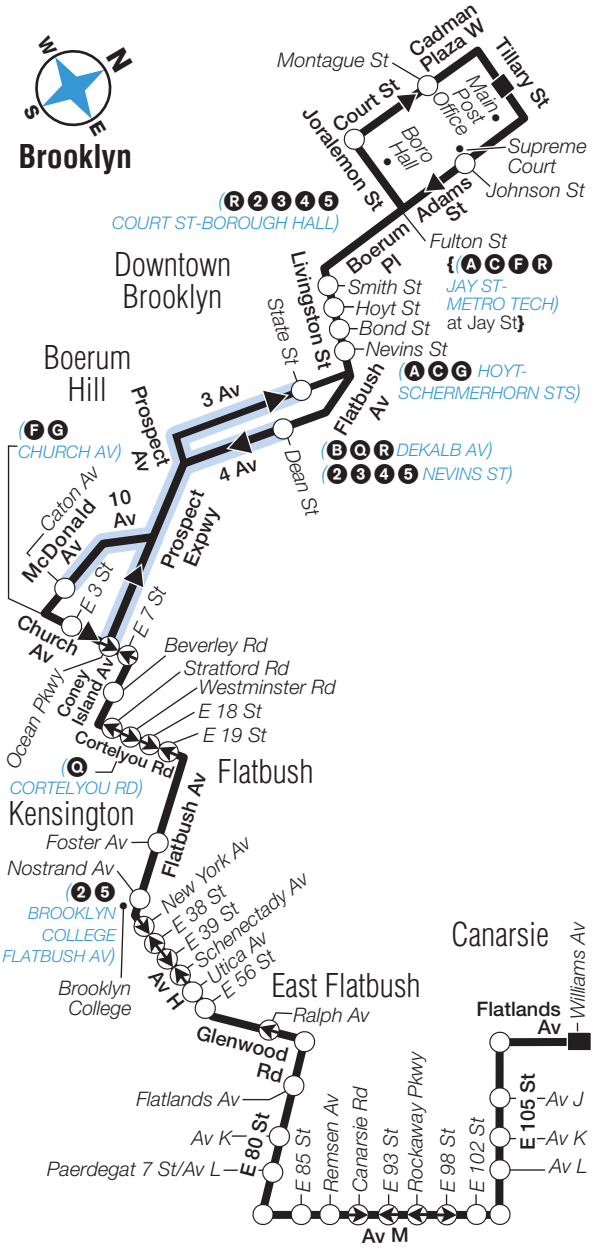 W
N
S
E
Brooklyn
Cadman
Plaza W
Tillary St
Montague St
Court St
Main
Post
Office
Joralemon St
Boro
Hall
Supreme
Court
Johnson St
Adams
St
(R 2 3 4 5
COURT ST-BOROUGH HALL)
Boerum
Pl
Fulton St
{(A C F R
JAY ST-
METRO TECH)
at Jay St}
Downtown
Brooklyn
Livingston St
Smith St
Hoyt St
Bond St
Nevins St
State St
Boerum
Hill
(A C G HOYT-
SCHERMERHORN STS)
Flatbush
Av
Prospect
Av
3 Av
4 Av
Dean St
(B Q R DEKALB AV)
(2 3 4 5 NEVINS ST)
(F G
CHURCH AV)
Caton Av
McDonald
Av
10
Av
Prospect
Expwy
E 3 St
Church
Av
E 7 St
Ocean Pkwy
Coney
Island Av
Beverley Rd
Stratford Rd
Westminster Rd
E 18 St
E 19 St
Cortelyou Rd
(Q
CORTELYOU RD)
Flatbush
Kensington
Flatbush Av
Foster Av
Nostrand Av
(2 5
BROOKLYN
COLLEGE
FLATBUSH AV)
Brooklyn
College
New York Av
E 38 St
E 39 St
Schenectady Av
Utica Av
E 56 St
Av H
East Flatbush
Canarsie
Ralph Av
Glenwood
Rd
Flatlands
Av
Williams Av
Flatlands Av
Av K
Paerdegat 7 St/Av L
E 80 St
E 85 St
Remsen Av
Canarsie Rd
E 93 St
Rockaway Pkwy
E 98 St
E 102 St
Av M
E 105 St
Av J
Av K
Av L